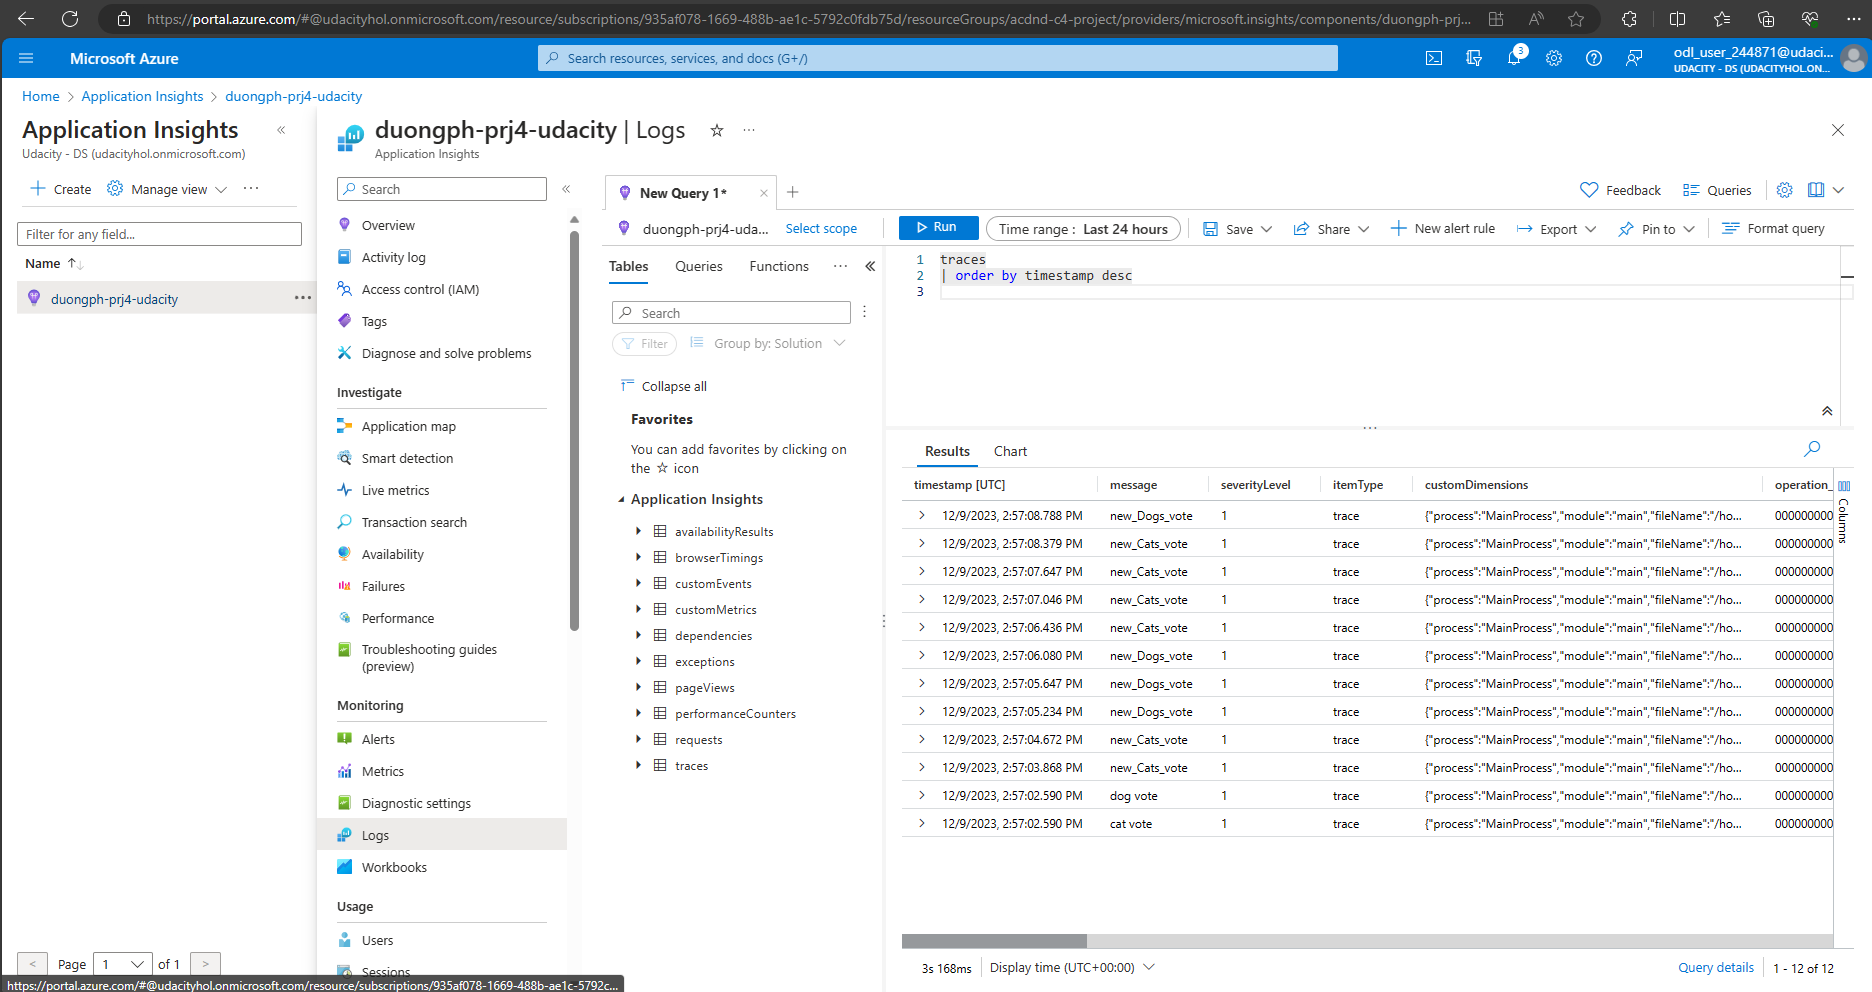 https://portal.azure.com/#@udacityhol.onmicrosoft.com/resource/subscriptions/935af078-1669-488b-ae1c-5792c0fdb75d/resourceGroups/acdnd-c4-project/providers/microsoft.insights/components/duongph-prj...
Microsoft Azure
Search resources, services, and docs (G+/)
3
odl_user_244871@udaci...
UDACITY - DS (UDACITYHOL.ON...
Home > Application Insights > duongph-prj4-udacity
Application Insights
Udacity - DS (udacityhol.onmicrosoft.com)
Create
Manage view
Filter for any field...
Name
duongph-prj4-udacity
Page 1 of 1
duongph-prj4-udacity | Logs
Application Insights
Search
Overview
Activity log
Access control (IAM)
Tags
Diagnose and solve problems
Investigate
Application map
Smart detection
Live metrics
Transaction search
Availability
Failures
Performance
Troubleshooting guides
(preview)
Monitoring
Alerts
Metrics
Diagnostic settings
Logs
Workbooks
Usage
Users
Sessions
New Query 1*
Feedback
Queries
duongph-prj4-uda...
Select scope
Run
Time range : Last 24 hours
Save
Share
New alert rule
Export
Pin to
Format query
Tables
Queries
Functions
Search
Filter
Group by: Solution
Collapse all
Favorites
You can add favorites by clicking on
the ☆ icon
Application Insights
availabilityResults
browserTimings
customEvents
customMetrics
dependencies
exceptions
pageViews
performanceCounters
requests
traces
1 traces
2 | order by timestamp desc
3
Results
Chart
timestamp [UTC] message severityLevel itemType customDimensions operation_
12/9/2023, 2:57:08.788 PM new_Dogs_vote 1 trace {"process":"MainProcess","module":"main","fileName":"/ho... 000000000
12/9/2023, 2:57:08.379 PM new_Cats_vote 1 trace {"process":"MainProcess","module":"main","fileName":"/ho... 000000000
12/9/2023, 2:57:07.647 PM new_Cats_vote 1 trace {"process":"MainProcess","module":"main","fileName":"/ho... 000000000
12/9/2023, 2:57:07.046 PM new_Cats_vote 1 trace {"process":"MainProcess","module":"main","fileName":"/ho... 000000000
12/9/2023, 2:57:06.436 PM new_Cats_vote 1 trace {"process":"MainProcess","module":"main","fileName":"/ho... 000000000
12/9/2023, 2:57:06.080 PM new_Dogs_vote 1 trace {"process":"MainProcess","module":"main","fileName":"/ho... 000000000
12/9/2023, 2:57:05.647 PM new_Dogs_vote 1 trace {"process":"MainProcess","module":"main","fileName":"/ho... 000000000
12/9/2023, 2:57:05.234 PM new_Dogs_vote 1 trace {"process":"MainProcess","module":"main","fileName":"/ho... 000000000
12/9/2023, 2:57:04.672 PM new_Cats_vote 1 trace {"process":"MainProcess","module":"main","fileName":"/ho... 000000000
12/9/2023, 2:57:03.868 PM new_Cats_vote 1 trace {"process":"MainProcess","module":"main","fileName":"/ho... 000000000
12/9/2023, 2:57:02.590 PM dog vote 1 trace {"process":"MainProcess","module":"main","fileName":"/ho... 000000000
12/9/2023, 2:57:02.590 PM cat vote 1 trace {"process":"MainProcess","module":"main","fileName":"/ho... 000000000
Columns
3s 168ms
Display time (UTC+00:00)
Query details
1 - 12 of 12
https://portal.azure.com/#@udacityhol.onmicrosoft.com/resource/subscriptions/935af078-1669-488b-ae1c-5792c...